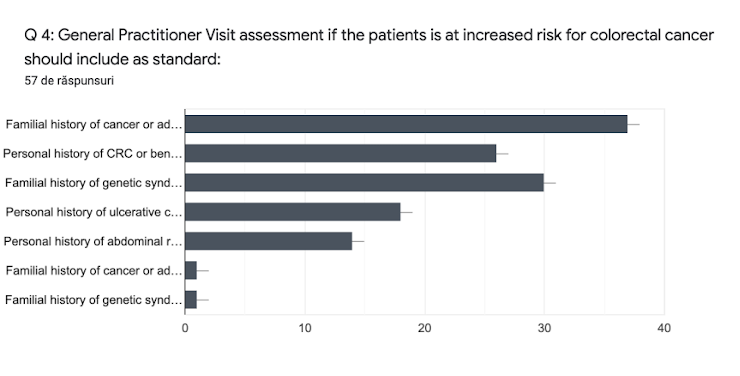 Q 4: General Practitioner Visit assessment if the patients is at increased risk for colorectal cancer
should include as standard:
57 de răspunsuri
Familial history of cancer or ad...
Personal history of CRC or ben...
Familial history of genetic synd...
Personal history of ulcerative c...
Personal history of abdominal r...
Familial history of cancer or ad...
Familial history of genetic synd...
0 10 20 30 40